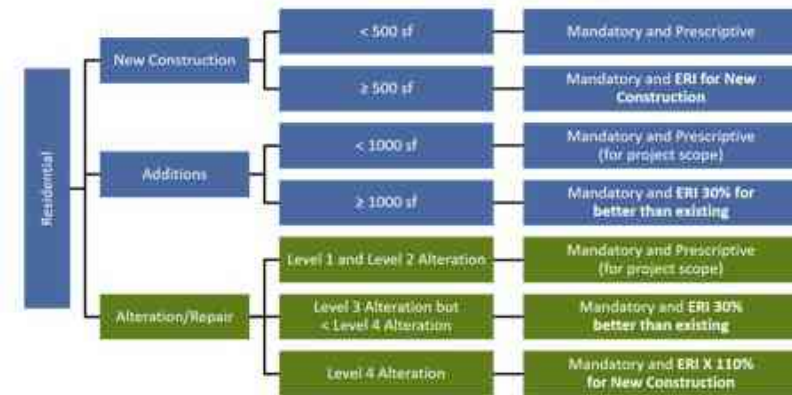 Residential
New Construction
< 500 sf
Mandatory and Prescriptive
≥ 500 sf
Mandatory and ERI for New
Construction
Additions
< 1000 sf
Mandatory and Prescriptive
(for project scope)
≥ 1000 sf
Mandatory and ERI 30% for
better than existing
Alteration/Repair
Level 1 and Level 2 Alteration
Mandatory and Prescriptive
(for project scope)
Level 3 Alteration but
< Level 4 Alteration
Mandatory and ERI 30%
better than existing
Level 4 Alteration
Mandatory and ERI X 110%
for New Construction